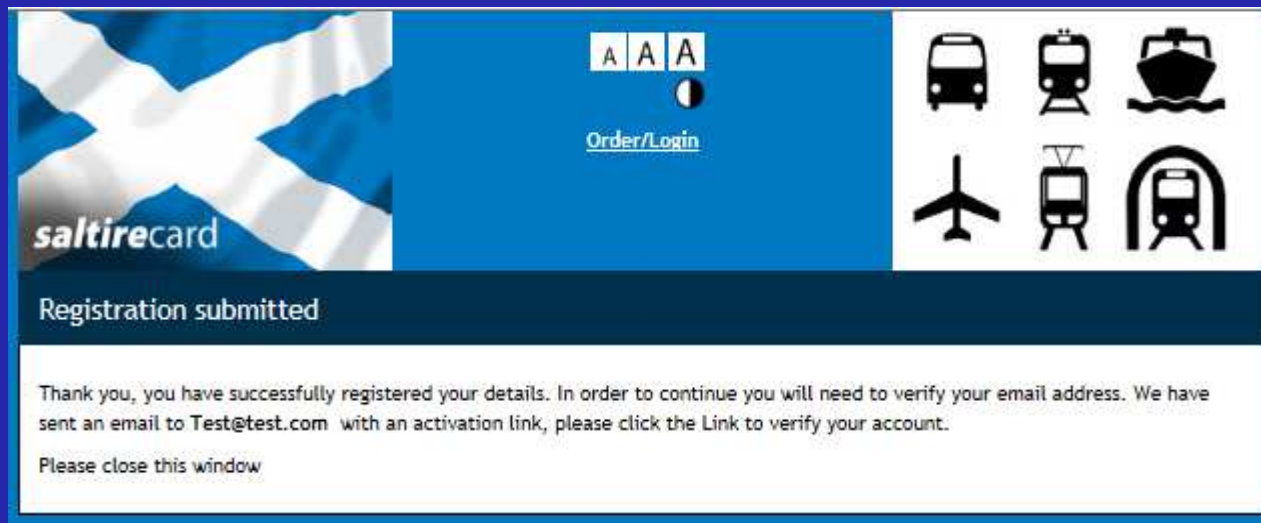 A A A
Order/Login
saltirecard
Registration submitted
Thank you, you have successfully registered your details. In order to continue you will need to verify your email address. We have
sent an email to Test@test.com with an activation link, please click the Link to verify your account.
Please close this window